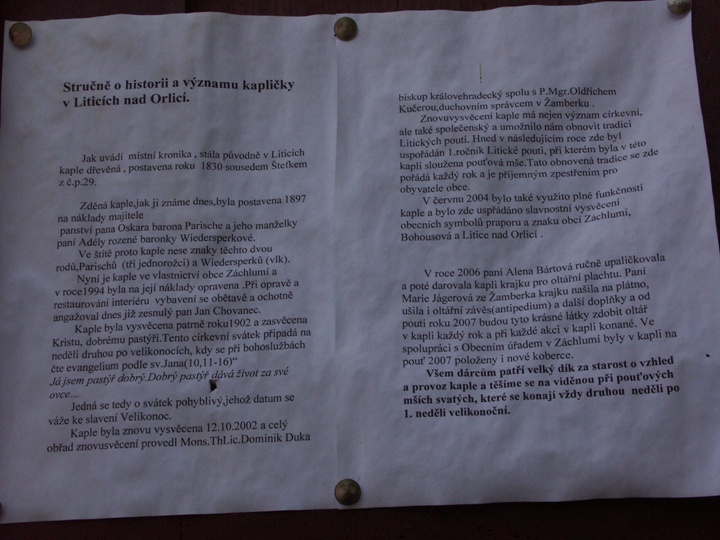 Stručně o historii a významu kapličky
v Liticích nad Orlicí.
Jak uvádí místní kronika , stála původně v Liticích
kaple dřevěná , postavena roku 1830 sousedem Štefkem
z č.p.29.
Zděná kaple,jak ji známe dnes,byla postavena 1897
na náklady majitele
panství pana Oskara barona Parische a jeho manželky
paní Adély rozené baronky Wiedersperkové.
Ve štítě proto kaple nese znaky těchto dvou
rodů,Parischů (tři jednorožci) a Wiedersperků (vlk).
Nyní je kaple ve vlastnictví obce Záchlumí a
v roce1994 byla na její náklady opravena .Při opravě a
restaurování interiéru vybavení se obětavě a ochotně
angažoval dnes již zesnulý pan Jan Chovanec.
Kaple byla vysvěcena patrně roku1902 a zasvěcena
Kristu, dobrému pastýři.Tento církevní svátek připadá na
neděli druhou po velikonocích, kdy se při bohoslužbách
čte evangelium podle sv.Jana(10,11-16)“
Já jsem pastýř dobrý.Dobrý pastýř dává život za své
ovce...
Jedná se tedy o svátek pohyblivý,jehož datum se
váže ke slavení Velikonoc.
Kaple byla znovu vysvěcena 12.10.2002 a celý
obřad znovusvěcení provedl Mons.ThLic.Dominik Duka
biskup královehradecký spolu s P.Mgr.Oldřichem
Kučerou,duchovním správcem v Žamberku .
Znovuvysvěcení kaple má nejen význam církevní,
ale také společenský a umožnilo nám obnovit tradici
Litických poutí. Hned v následujícím roce zde byl
uspořádán 1.ročník Litické pouti, při kterém byla v této
kapli sloužena pouťová mše.Tato obnovená tradice se zde
pořádá každý rok a je příjemným zpestřením pro
obyvatele obce.
V červnu 2004 bylo také využito plné funkčnosti
kaple a bylo zde uspřádáno slavnostní vysvěcení
obecních symbolů praporu a znaku obcí Záchlumí,
Bohousová a Litice nad Orlicí .
V roce 2006 paní Alena Bártová ručně upaličkovala
a poté darovala kapli krajku pro oltářní plachtu. Paní
Marie Jágerová ze Žamberka krajku našila na plátno,
ušila i oltářní závěs(antipedium) a další doplňky a od
pouti roku 2007 budou tyto krásné látky zdobit oltář
v kapli každý rok a při každé akci v kapli konané. Ve
spolupráci s Obecním úřadem v Záchlumí byly v kapli na
pouť 2007 položeny i nové koberce.
Všem dárcům patří velký dík za starost o vzhled
a provoz kaple a těšíme se na viděnou při pouťových
mších svatých, které se konají vždy druhou neděli po
1. neděli velikonoční.